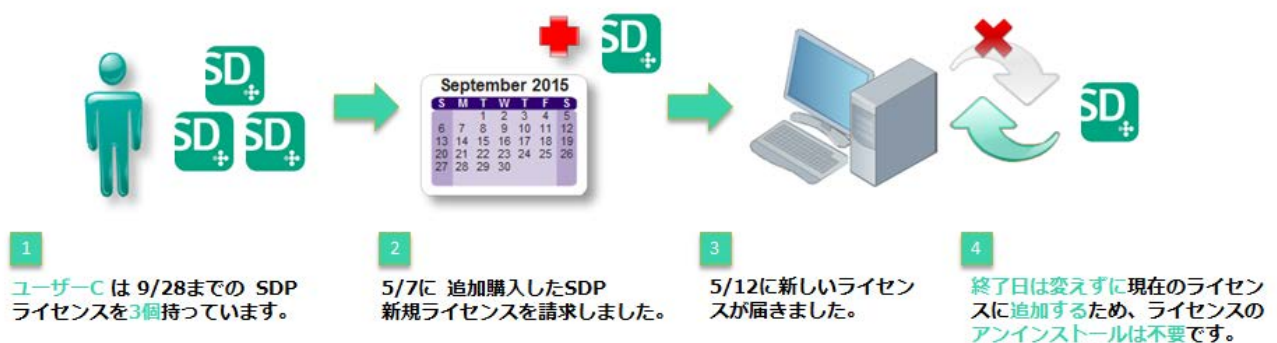 SD
SD SD
SD
September 2015
S M T W T F S
1 2 3 4 5
6 7 8 9 10 11 12
13 14 15 16 17 18 19
20 21 22 23 24 25 26
27 28 29 30
SD
1
ユーザーC は 9/28までの SDP
ライセンスを3個持っています。
2
5/7に 追加購入したSDP
新規ライセンスを請求しました。
3
5/12に新しいライセン
スが届きました。
4
終了日は変えずに現在のライセン
スに追加するため、ライセンスの
アンインストールは不要です。